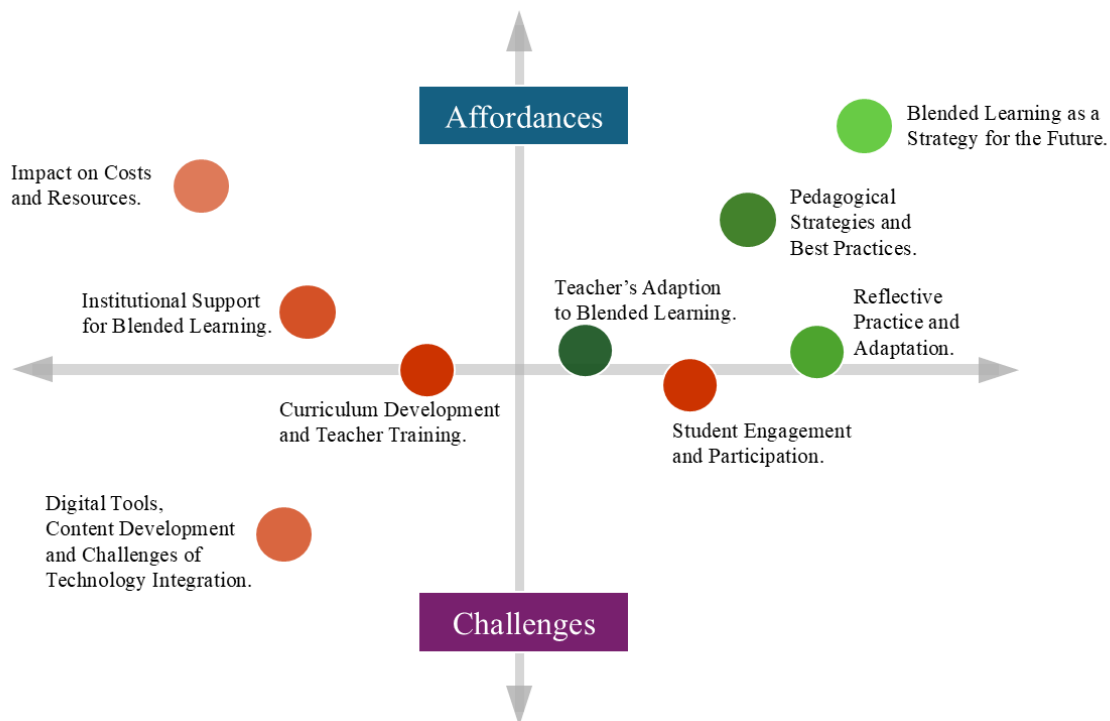 Affordances
Blended Learning as a
Strategy for the Future.
Impact on Costs
and Resources.
Pedagogical
Strategies and
Best Practices.
Institutional Support
for Blended Learning.
Teacher’s Adaption
to Blended Learning.
Reflective
Practice and
Adaptation.
Curriculum Development
and Teacher Training.
Student Engagement
and Participation.
Digital Tools,
Content Development
and Challenges of
Technology Integration.
Challenges